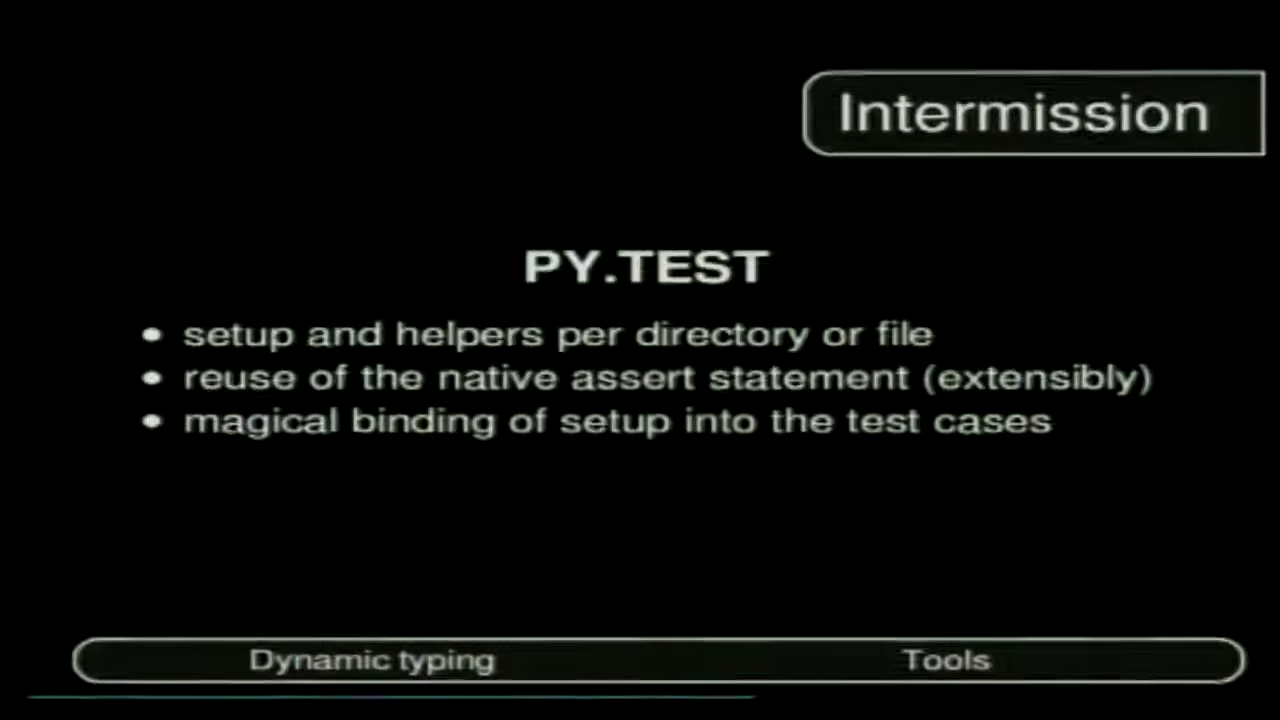 Intermission
PY.TEST
• setup and helpers per directory or file
• reuse of the native assert statement (extensibly)
• magical binding of setup into the test cases
Dynamic typing
Tools